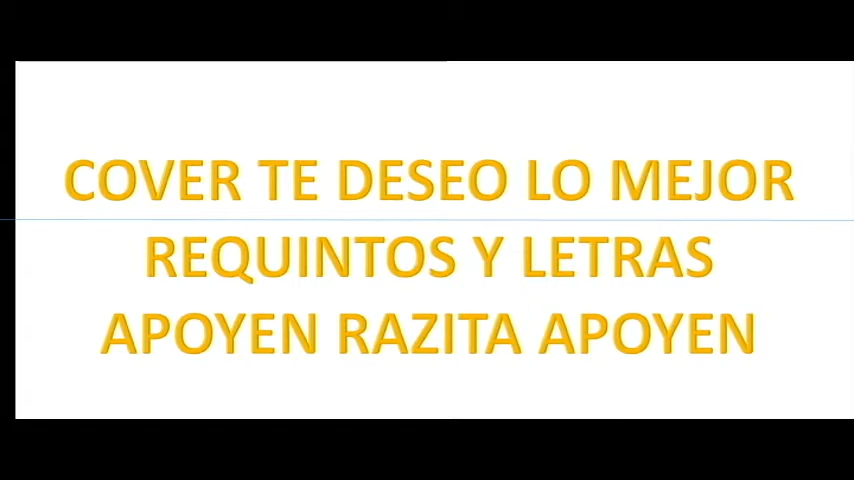 COVER TE DESEO LO MEJOR
REQUINTOS Y LETRAS
APOYEN RAZITA APOYEN